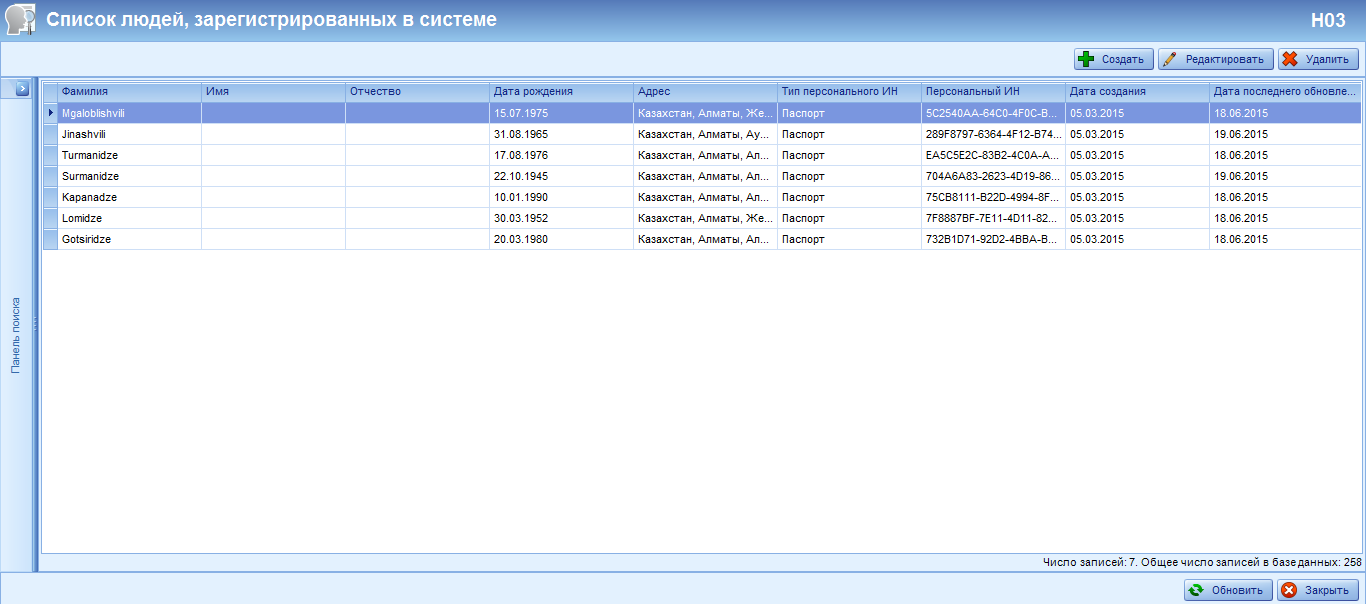 Список людей, зарегистрированных в системе H03
Создать Редактировать Удалить
Фамилия Имя Отчество Дата рождения Адрес Тип персонального ИН Персональный ИН Дата создания Дата последнего обновле...
Mgaloblishvili 15.07.1975 Казахстан, Алматы, Же... Паспорт 5C2540AA-64C0-4F0C-B... 05.03.2015 18.06.2015
Jinashvili 31.08.1965 Казахстан, Алматы, Ау... Паспорт 289F8797-6364-4F12-B74... 05.03.2015 19.06.2015
Turmanidze 17.08.1976 Казахстан, Алматы, Ал... Паспорт EA5C5E2C-83B2-4C0A-A... 05.03.2015 18.06.2015
Surmanidze 22.10.1945 Казахстан, Алматы, Ал... Паспорт 704A6A83-2623-4D19-86... 05.03.2015 19.06.2015
Kapanadze 10.01.1990 Казахстан, Алматы, Ал... Паспорт 75CB8111-B22D-4994-8F... 05.03.2015 18.06.2015
Lomidze 30.03.1952 Казахстан, Алматы, Же... Паспорт 7F8887BF-7E11-4D11-82... 05.03.2015 18.06.2015
Gotsiridze 20.03.1980 Казахстан, Алматы, Ал... Паспорт 732B1D71-92D2-4BBA-B... 05.03.2015 18.06.2015
Панель поиска
Число записей: 7. Общее число записей в базе данных: 258
Обновить Закрыть